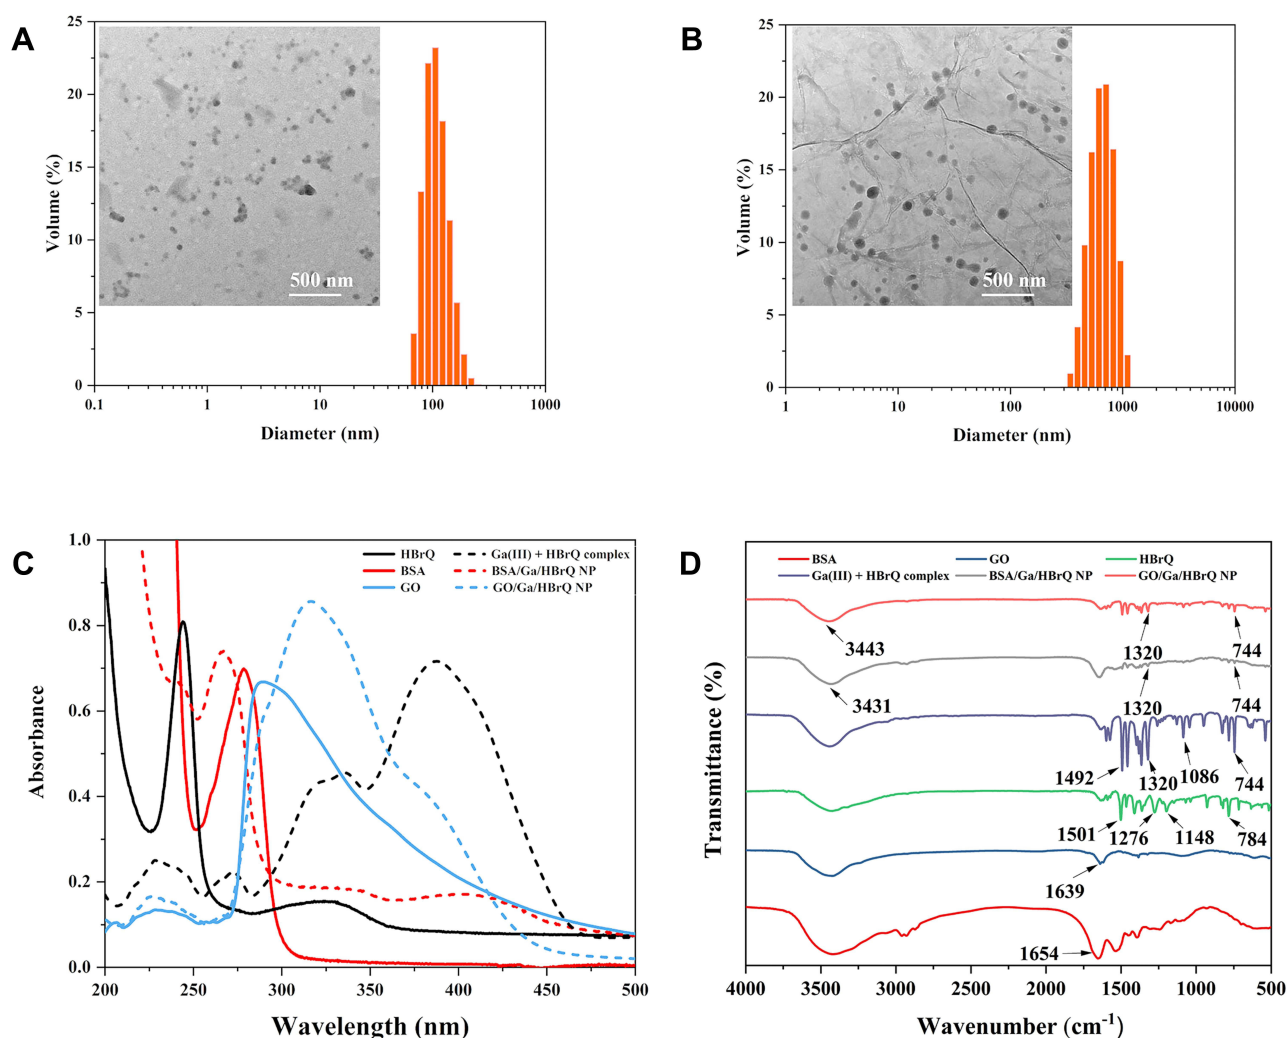 A
B
25
20
15
10
5
0
Volume (%)
500 nm
0.1
1
10
100
1000
Diameter (nm)
25
20
15
10
5
0
Volume (%)
500 nm
1
10
100
1000
10000
Diameter (nm)
C
D
1.0
0.8
0.6
0.4
0.2
0.0
Absorbance
HBrQ
BSA
GO
Ga(III) + HBrQ complex
BSA/Ga/HBrQ NP
GO/Ga/HBrQ NP
200
250
300
350
400
450
500
Wavelength (nm)
Transmittance (%)
BSA
GO
HBrQ
Ga(III) + HBrQ complex
BSA/Ga/HBrQ NP
GO/Ga/HBrQ NP
3443
1320
744
3431
1320
744
1492
1320
1086
744
1501
1276
1148
784
1639
1654
4000
3500
3000
2500
2000
1500
1000
500
Wavenumber (cm⁻¹)